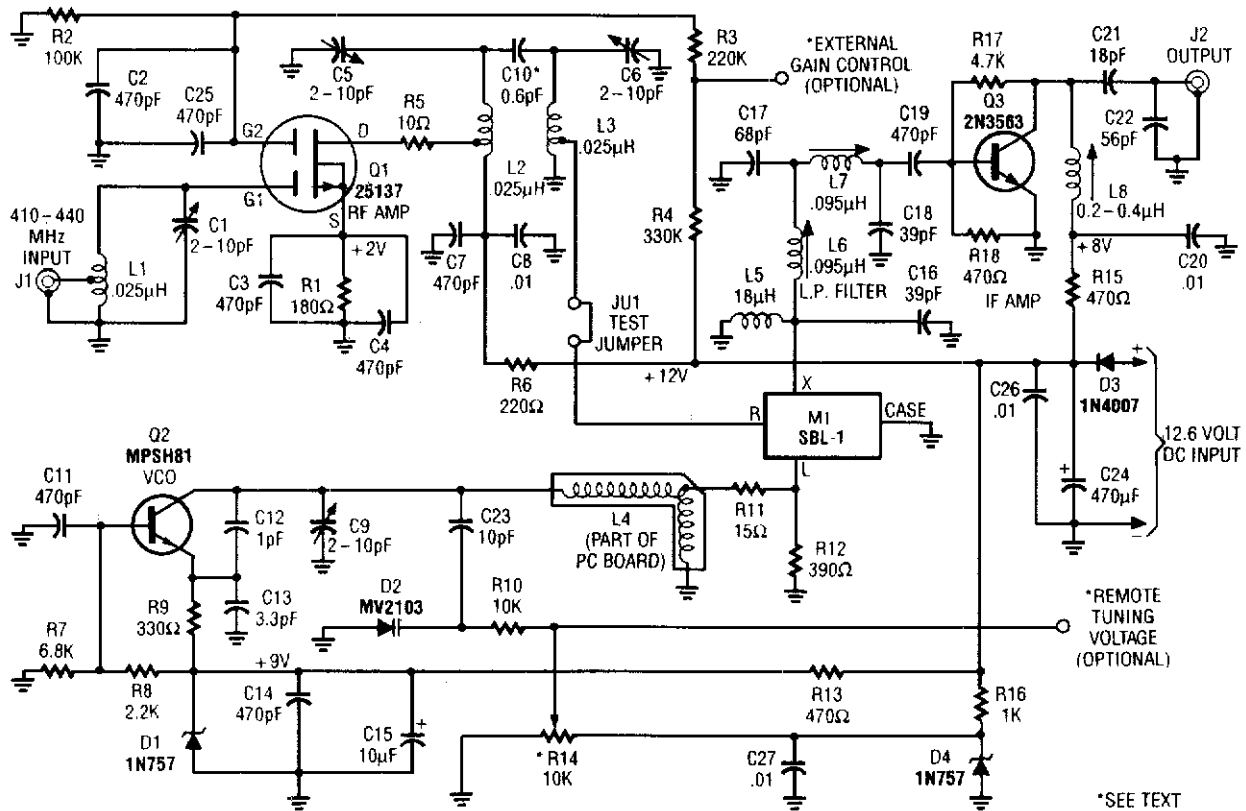 R2
100K
C2
470pF
C25
470pF
C5
2-10pF
C10*
0.6pF
C6
2-10pF
R3
220K
*EXTERNAL
GAIN CONTROL
(OPTIONAL)
R17
4.7K
C21
18pF
J2
OUTPUT
G2
D
R5
10Ω
L3
.025µH
C17
68pF
C19
470pF
Q3
2N3563
C22
56pF
Q1
25137
RF AMP
L2
.025µH
G1
S
410-440
MHz
INPUT
J1
C1
2-10pF
L1
.025µH
+2V
C3
470pF
R1
180Ω
C4
470pF
C7
470pF
C8
.01
R4
330K
L7
.095µH
C18
39pF
L6
.095µH
L.P. FILTER
L5
18µH
C16
39pF
R18
470Ω
IF AMP
L8
0.2-0.4µH
+8V
R15
470Ω
C20
.01
JU1
TEST
JUMPER
R6
220Ω
+12V
X
R
M1
SBL-1
CASE
L
C26
.01
D3
1N4007
+
12.6 VOLT
DC INPUT
+
C24
470µF
−
Q2
MPSH81
VCO
C11
470pF
C12
1pF
C9
2-10pF
C23
10pF
L4
(PART OF
PC BOARD)
R11
15Ω
R12
390Ω
R9
330Ω
C13
3.3pF
D2
MV2103
R10
10K
*REMOTE
TUNING
VOLTAGE
(OPTIONAL)
R7
6.8K
R8
2.2K
+9V
C14
470pF
C15
10µF
+
R13
470Ω
R16
1K
D1
1N757
*R14
10K
C27
.01
D4
1N757
*SEE TEXT